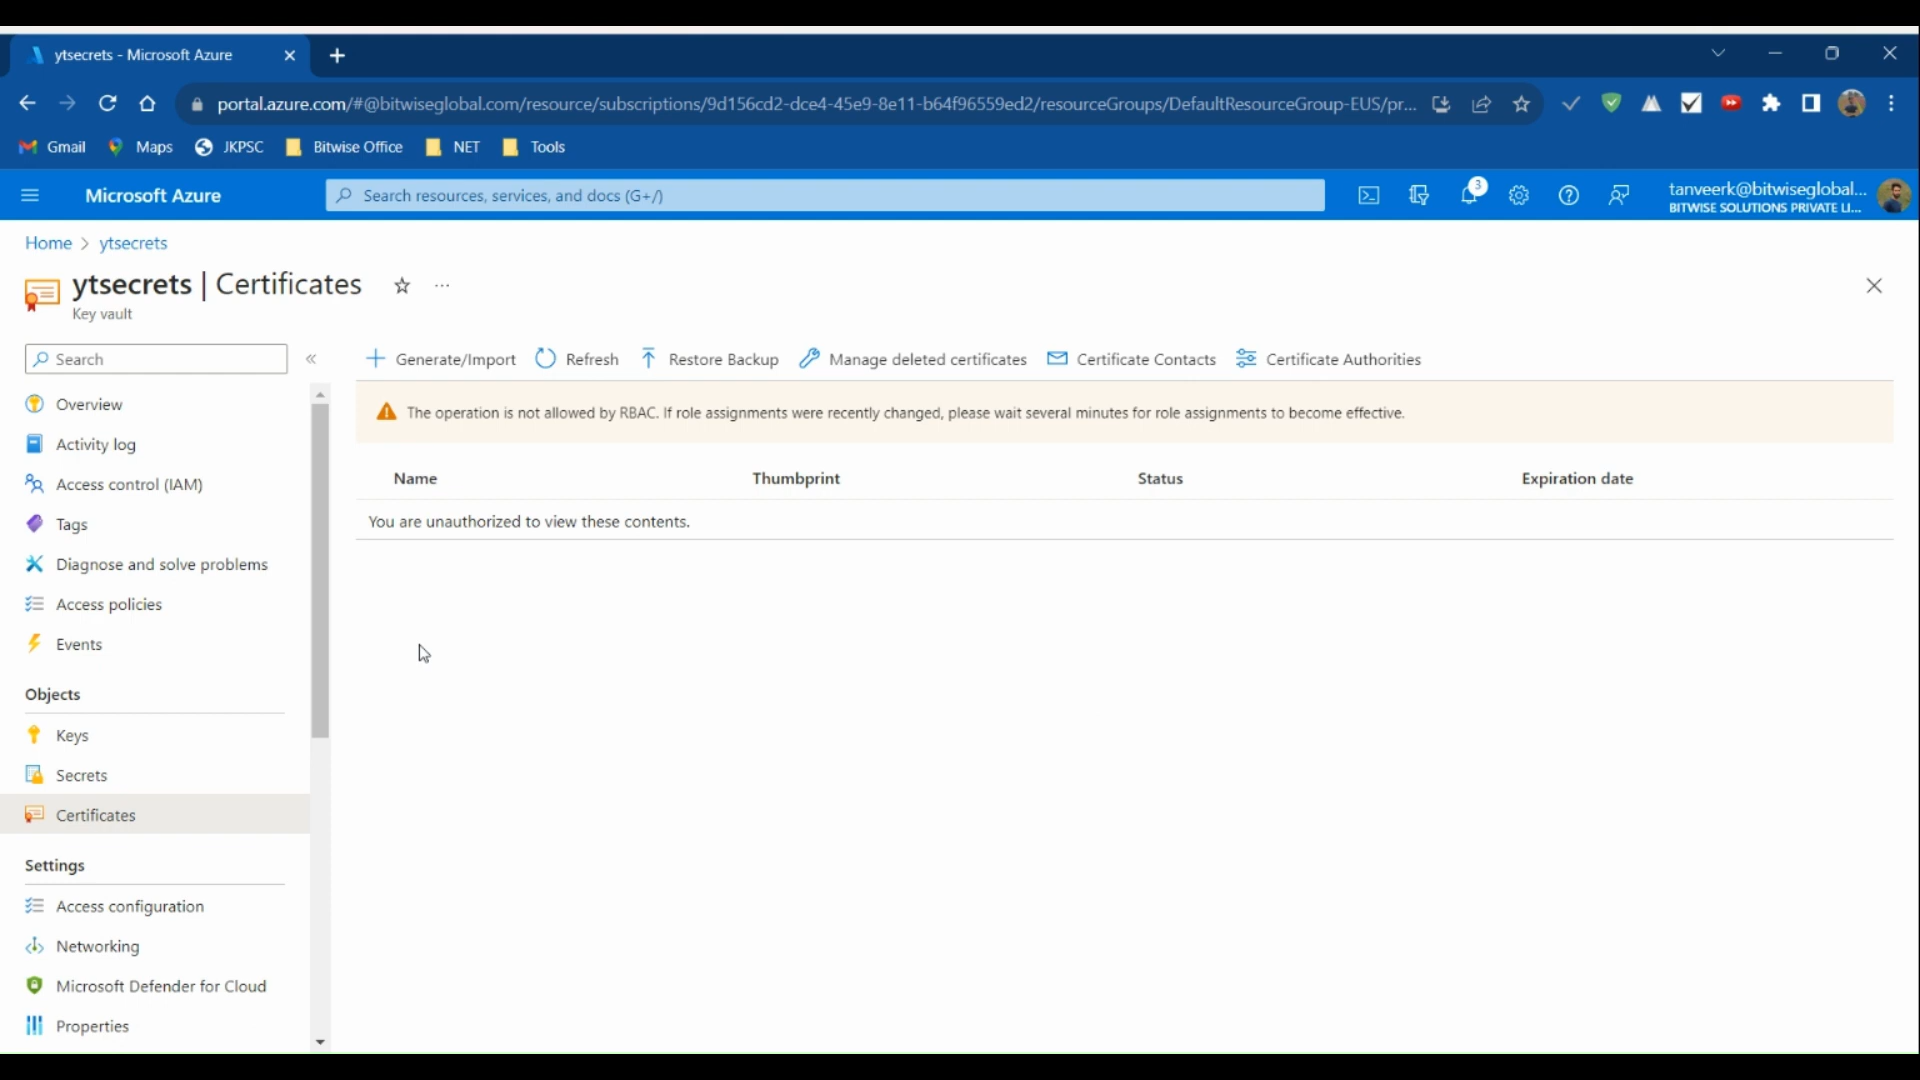 ytsecrets - Microsoft Azure
portal.azure.com/#@bitwiseglobal.com/resource/subscriptions/9d156cd2-dce4-45e9-8e11-b64f96559ed2/resourceGroups/DefaultResourceGroup-EUS/pr...
Gmail Maps JKPSC Bitwise Office NET Tools
Microsoft Azure
Search resources, services, and docs (G+/)
3
tanveerk@bitwiseglobal...
BITWISE SOLUTIONS PRIVATE LI...
Home > ytsecrets
ytsecrets | Certificates
Key vault
Search
Generate/Import Refresh Restore Backup Manage deleted certificates Certificate Contacts Certificate Authorities
The operation is not allowed by RBAC. If role assignments were recently changed, please wait several minutes for role assignments to become effective.
Name Thumbprint Status Expiration date
You are unauthorized to view these contents.
Overview
Activity log
Access control (IAM)
Tags
Diagnose and solve problems
Access policies
Events
Objects
Keys
Secrets
Certificates
Settings
Access configuration
Networking
Microsoft Defender for Cloud
Properties